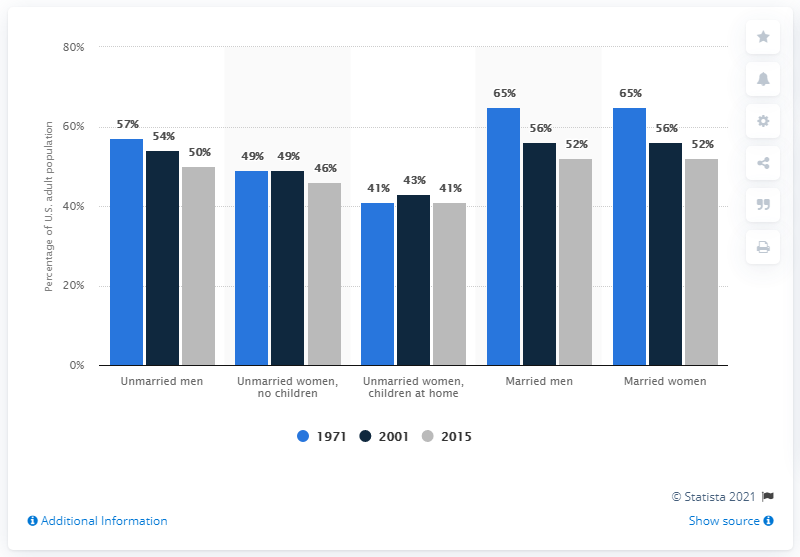 80%
60%
40%
20%
0%
Percentage of U.S. adult population
57%
54%
50%
49%
49%
46%
41%
43%
41%
65%
56%
52%
65%
56%
52%
Unmarried men
Unmarried women,
no children
Unmarried women,
children at home
Married men
Married women
1971 2001 2015
© Statista 2021
Additional Information
Show source